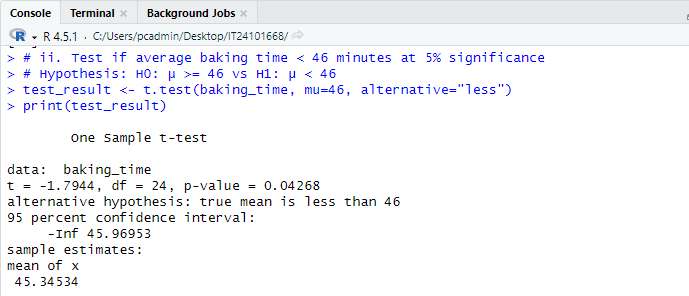 Console Terminal × Background Jobs ×
R 4.5.1 · C:/Users/pcadmin/Desktop/IT24101668/
> # ii. Test if average baking time < 46 minutes at 5% significance
> # Hypothesis: H0: μ >= 46 vs H1: μ < 46
> test_result <- t.test(baking_time, mu=46, alternative="less")
> print(test_result)
One Sample t-test
data:  baking_time
t = -1.7944, df = 24, p-value = 0.04268
alternative hypothesis: true mean is less than 46
95 percent confidence interval:
-Inf 45.96953
sample estimates:
mean of x
45.34534